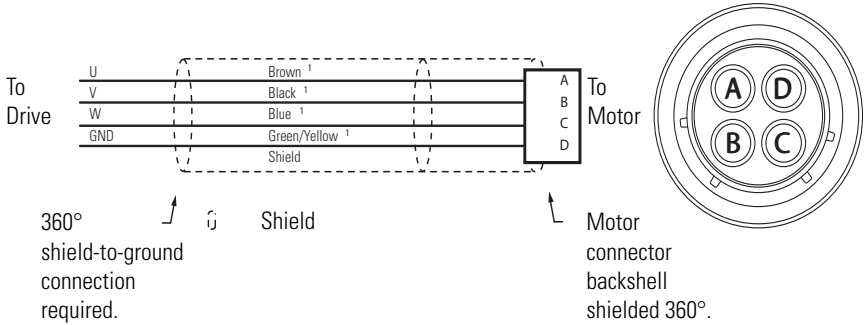 To
Drive
U Brown ¹ A
V Black ¹ B
W Blue ¹ C
GND Green/Yellow ¹ D
Shield
To
Motor
A D
B C
360°
shield-to-ground
connection
required.
Shield
Motor
connector
backshell
shielded 360°.